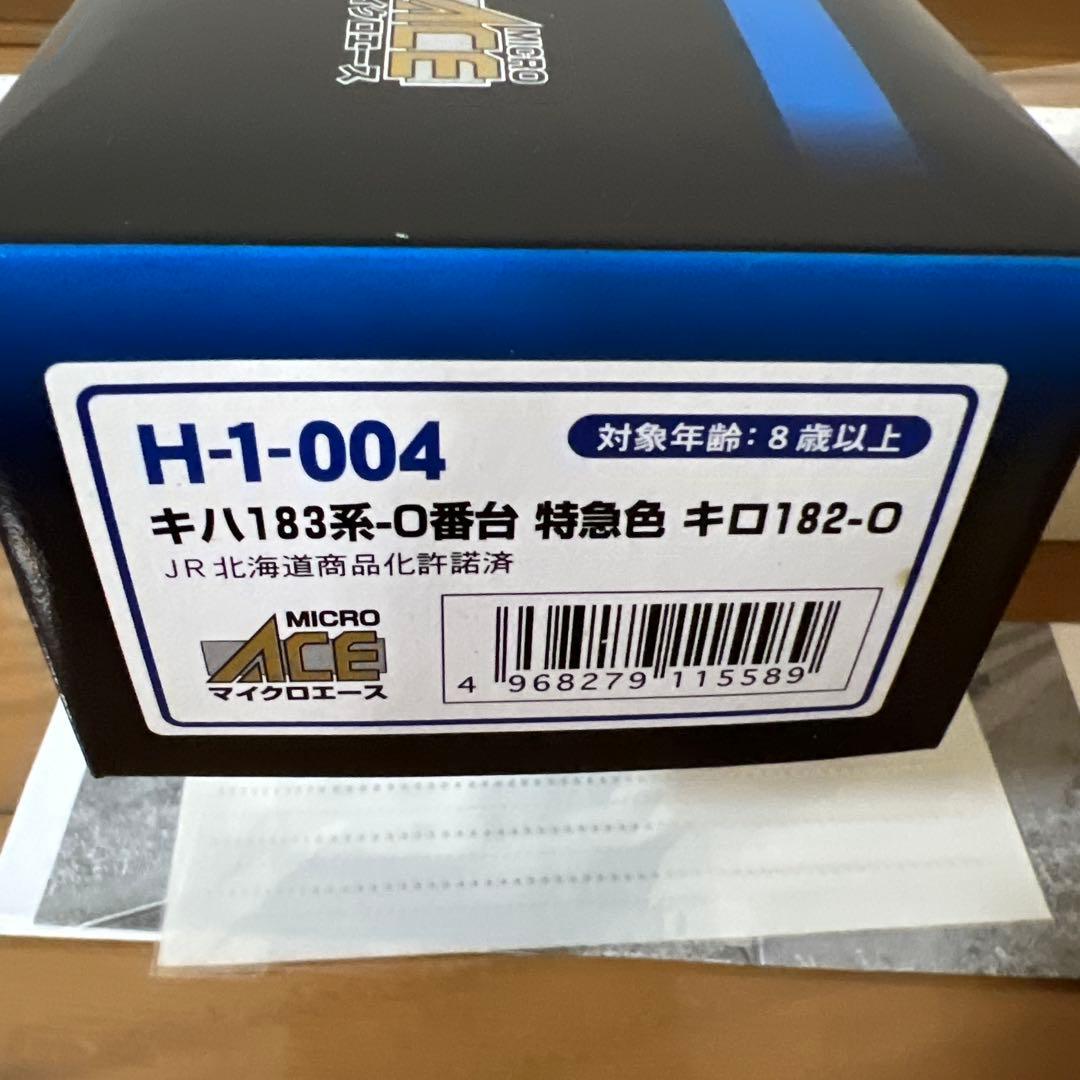 MICRO
ACE
マイクロエース
H-1-004
対象年齢:8歳以上
キハ183系-0番台 特急色 キロ182-0
JR北海道商品化許諾済
MICRO
ACE
マイクロエース
4 968279 115589